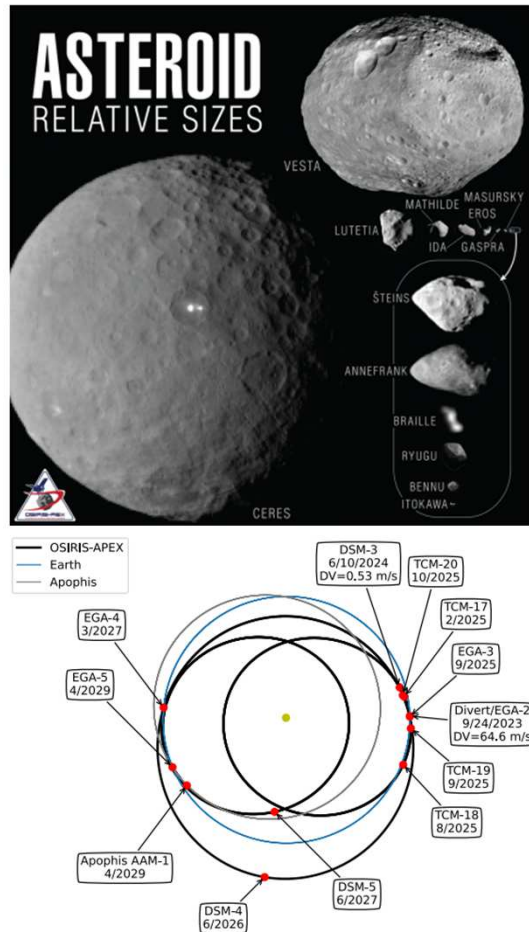 ASTEROID
RELATIVE SIZES
VESTA
MATHILDE
MASURSKY
EROS
LUTETIA
IDA
GASPRA
ŠTEINS
ANNEFRANK
BRAILLE
RYUGU
BENNU
ITOKAWA~
CERES
OSIRIS-REX
OSIRIS-APEX
Earth
Apophis
DSM-3
6/10/2024
DV=0.53 m/s
TCM-20
10/2025
TCM-17
2/2025
EGA-4
3/2027
EGA-3
9/2025
EGA-5
4/2029
Divert/EGA-2
9/24/2023
DV=64.6 m/s
TCM-19
9/2025
TCM-18
8/2025
Apophis AAM-1
4/2029
DSM-4
6/2026
DSM-5
6/2027